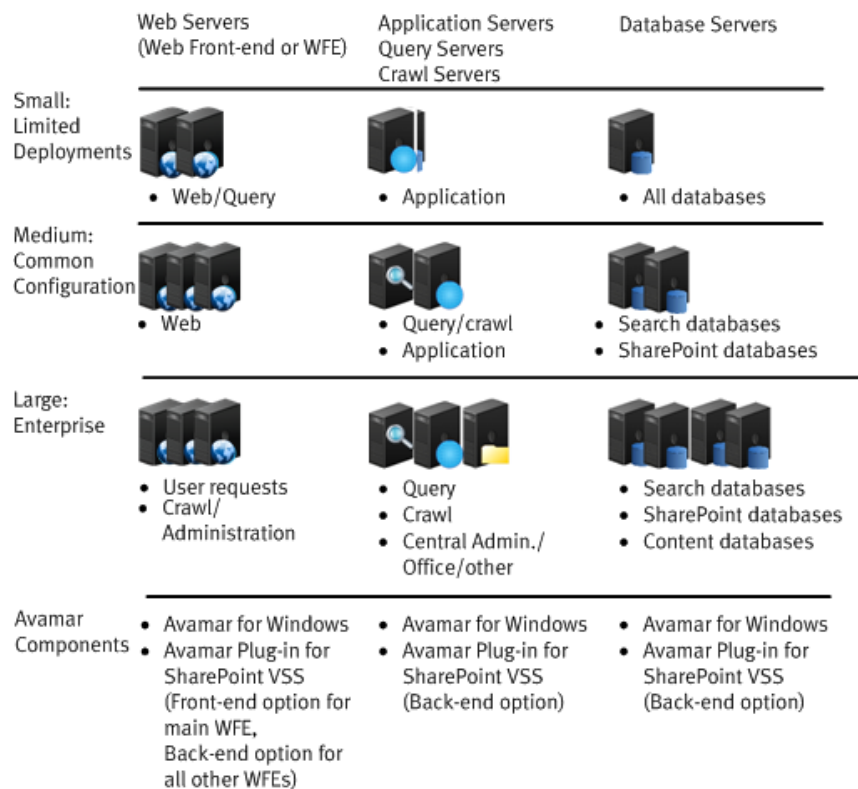 Web Servers
(Web Front-end or WFE)
Application Servers
Query Servers
Crawl Servers
Database Servers
Small:
Limited
Deployments
• Web/Query
• Application
• All databases
Medium:
Common
Configuration
• Web
• Query/crawl
• Application
• Search databases
• SharePoint databases
Large:
Enterprise
• User requests
• Crawl/
Administration
• Query
• Crawl
• Central Admin./
Office/other
• Search databases
• SharePoint databases
• Content databases
Avamar
Components
• Avamar for Windows
• Avamar Plug-in for
SharePoint VSS
(Front-end option for
main WFE,
Back-end option for
all other WFEs)
• Avamar for Windows
• Avamar Plug-in for
SharePoint VSS
(Back-end option)
• Avamar for Windows
• Avamar Plug-in for
SharePoint VSS
(Back-end option)